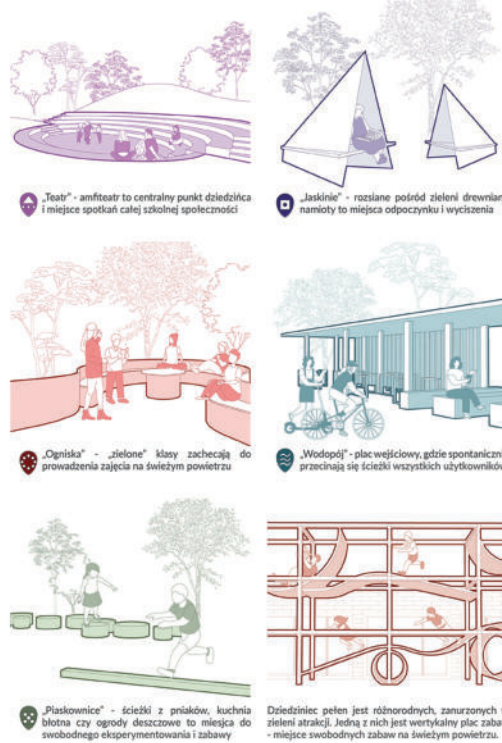 „Teatr" - amfiteatr to centralny punkt dziedzińca
i miejsce spotkań całej szkolnej społeczności
„Jaskinie" - rozsiane pośród zieleni drewnian
namioty to miejsca odpoczynku i wyciszenia
„Ogniska" - „zielone" klasy zachęcają do
prowadzenia zajęcia na świeżym powietrzu
„Wodopój" - plac wejściowy, gdzie spontaniczni
przecinają się ścieżki wszystkich użytkowników
„Piaskownice" - ścieżki z pniaków, kuchnia
błotna czy ogrody deszczowe to miesjca do
swobodnego eksperymentowania i zabawy
Dziedziniec pełen jest różnorodnych, zanurzonych
zieleni atrakcji. Jedną z nich jest wertykalny plac zaba
- miejsce swobodnych zabaw na świeżym powietrzu.